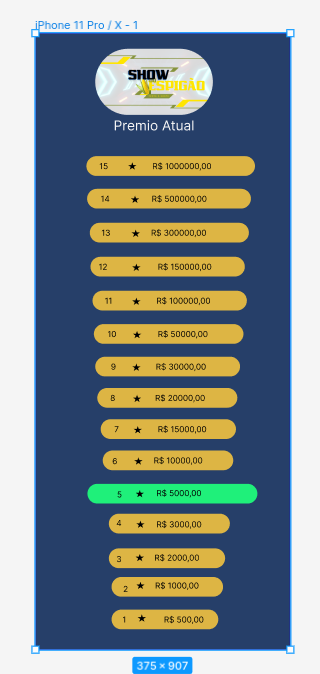 iPhone 11 Pro / X - 1
SHOW
ESPIÃO
Premio Atual
15 ★ R$ 1000000,00
14 ★ R$ 500000,00
13 ★ R$ 300000,00
12 ★ R$ 150000,00
11 ★ R$ 100000,00
10 ★ R$ 50000,00
9 ★ R$ 30000,00
8 ★ R$ 20000,00
7 ★ R$ 15000,00
6 ★ R$ 10000,00
5 ★ R$ 5000,00
4 ★ R$ 3000,00
3 ★ R$ 2000,00
2 ★ R$ 1000,00
1 ★ R$ 500,00
375 × 907